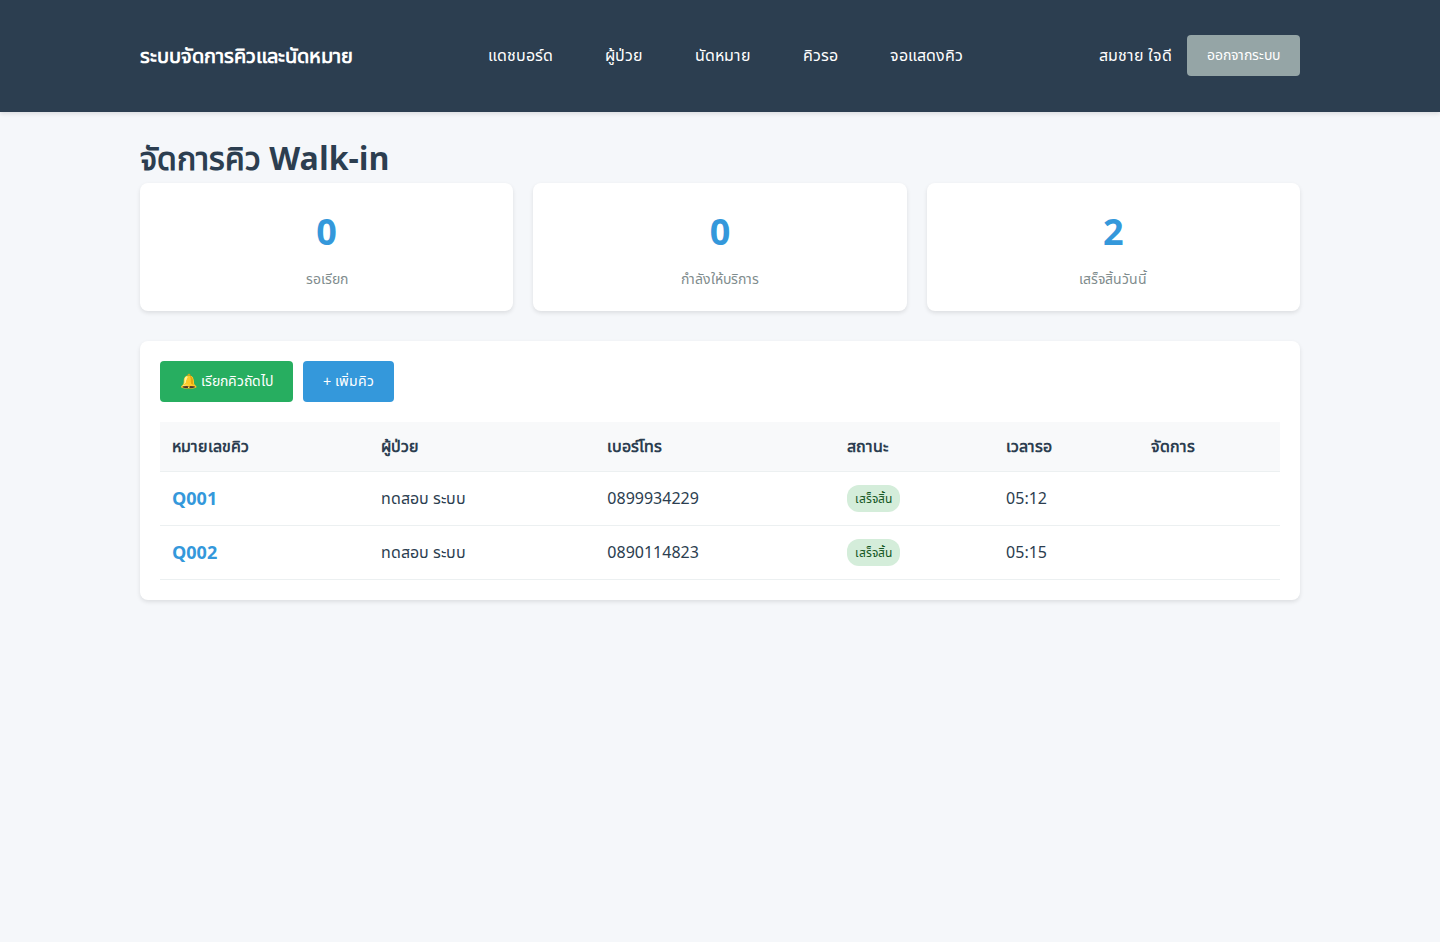 ระบบจัดการคิวและนัดหมาย แดชบอร์ด ผู้ป่วย นัดหมาย คิวรอ จอแสดงคิว สมชาย ใจดี ออกจากระบบ
จัดการคิว Walk-in
0 0 2
รอเรียก กำลังให้บริการ เสร็จสิ้นวันนี้
🔔 เรียกคิวถัดไป + เพิ่มคิว
หมายเลขคิว ผู้ป่วย เบอร์โทร สถานะ เวลารอ จัดการ
Q001 ทดสอบ ระบบ 0899934229 เสร็จสิ้น 05:12
Q002 ทดสอบ ระบบ 0890114823 เสร็จสิ้น 05:15